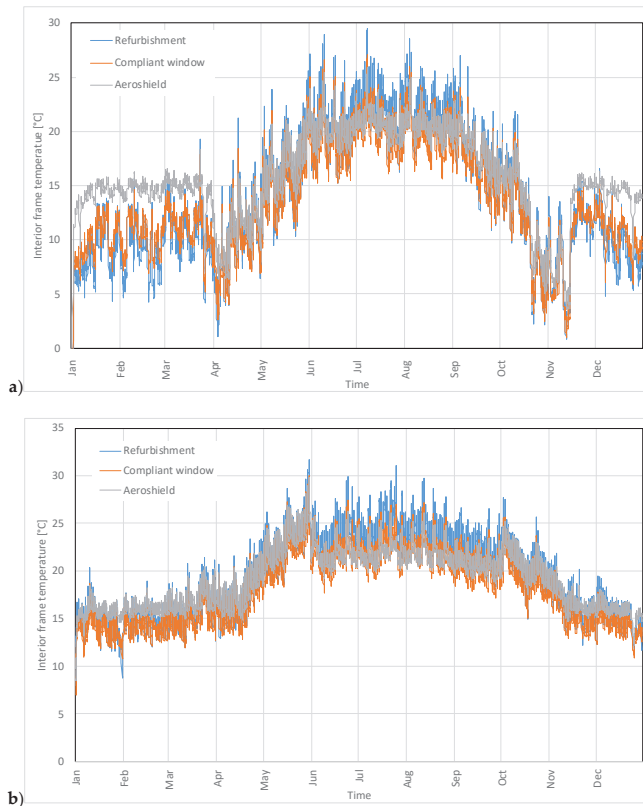 30
Refurbishment
25
Compliant window
Aeroshield
20
15
10
5
0
Interior frame temperatue [°C]
Jan Feb Mar Apr May Jun Jul Aug Sep Oct Nov Dec
Time
a)
35
Refurbishment
30
Compliant window
Aeroshield
25
20
15
10
5
0
Interior frame temperature [°C]
Jan Feb Mar Apr May Jun Jul Aug Sep Oct Nov Dec
Time
b)